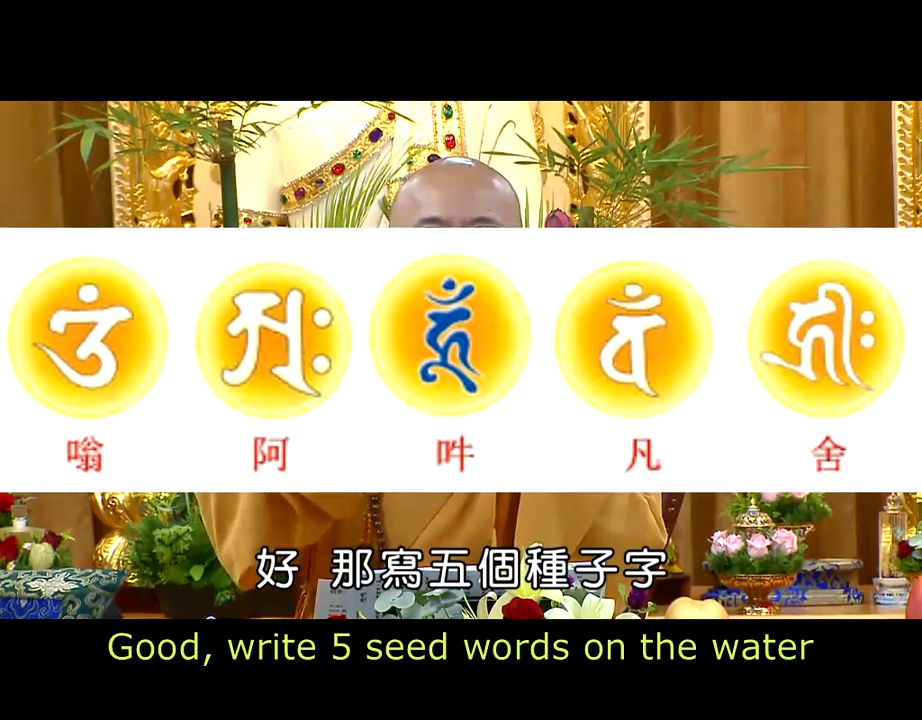 嗡 阿 吽 凡 舍
好 那寫五個種子字
Good, write 5 seed words on the water